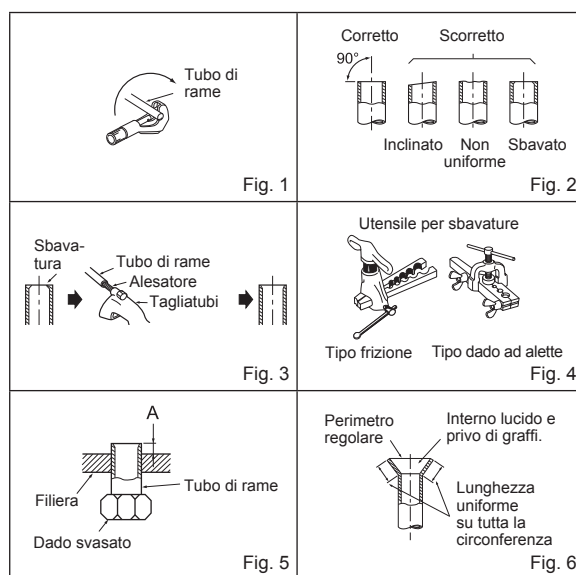 Tubo di
rame
Fig. 1
Corretto
Scorretto
90°
Inclinato
Non
uniforme
Sbavato
Fig. 2
Sbava-
tura
Tubo di rame
Alesatore
Tagliatubi
Fig. 3
Utensile per sbavature
Tipo frizione
Tipo dado ad alette
Fig. 4
A
Filiera
Tubo di rame
Dado svasato
Fig. 5
Perimetro
regolare
Interno lucido e
privo di graffi.
Lunghezza
uniforme
su tutta la
circonferenza
Fig. 6